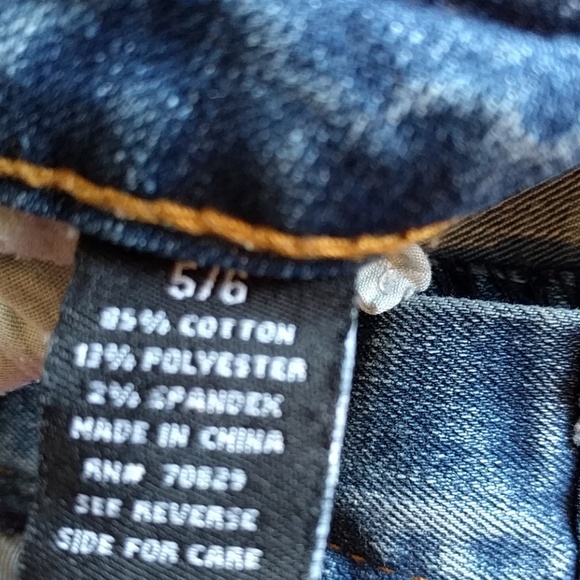 5/6
85% COTTON
13% POLYESTER
2% SPANDEX
MADE IN CHINA
RN# 70829
SEE REVERSE
SIDE FOR CARE